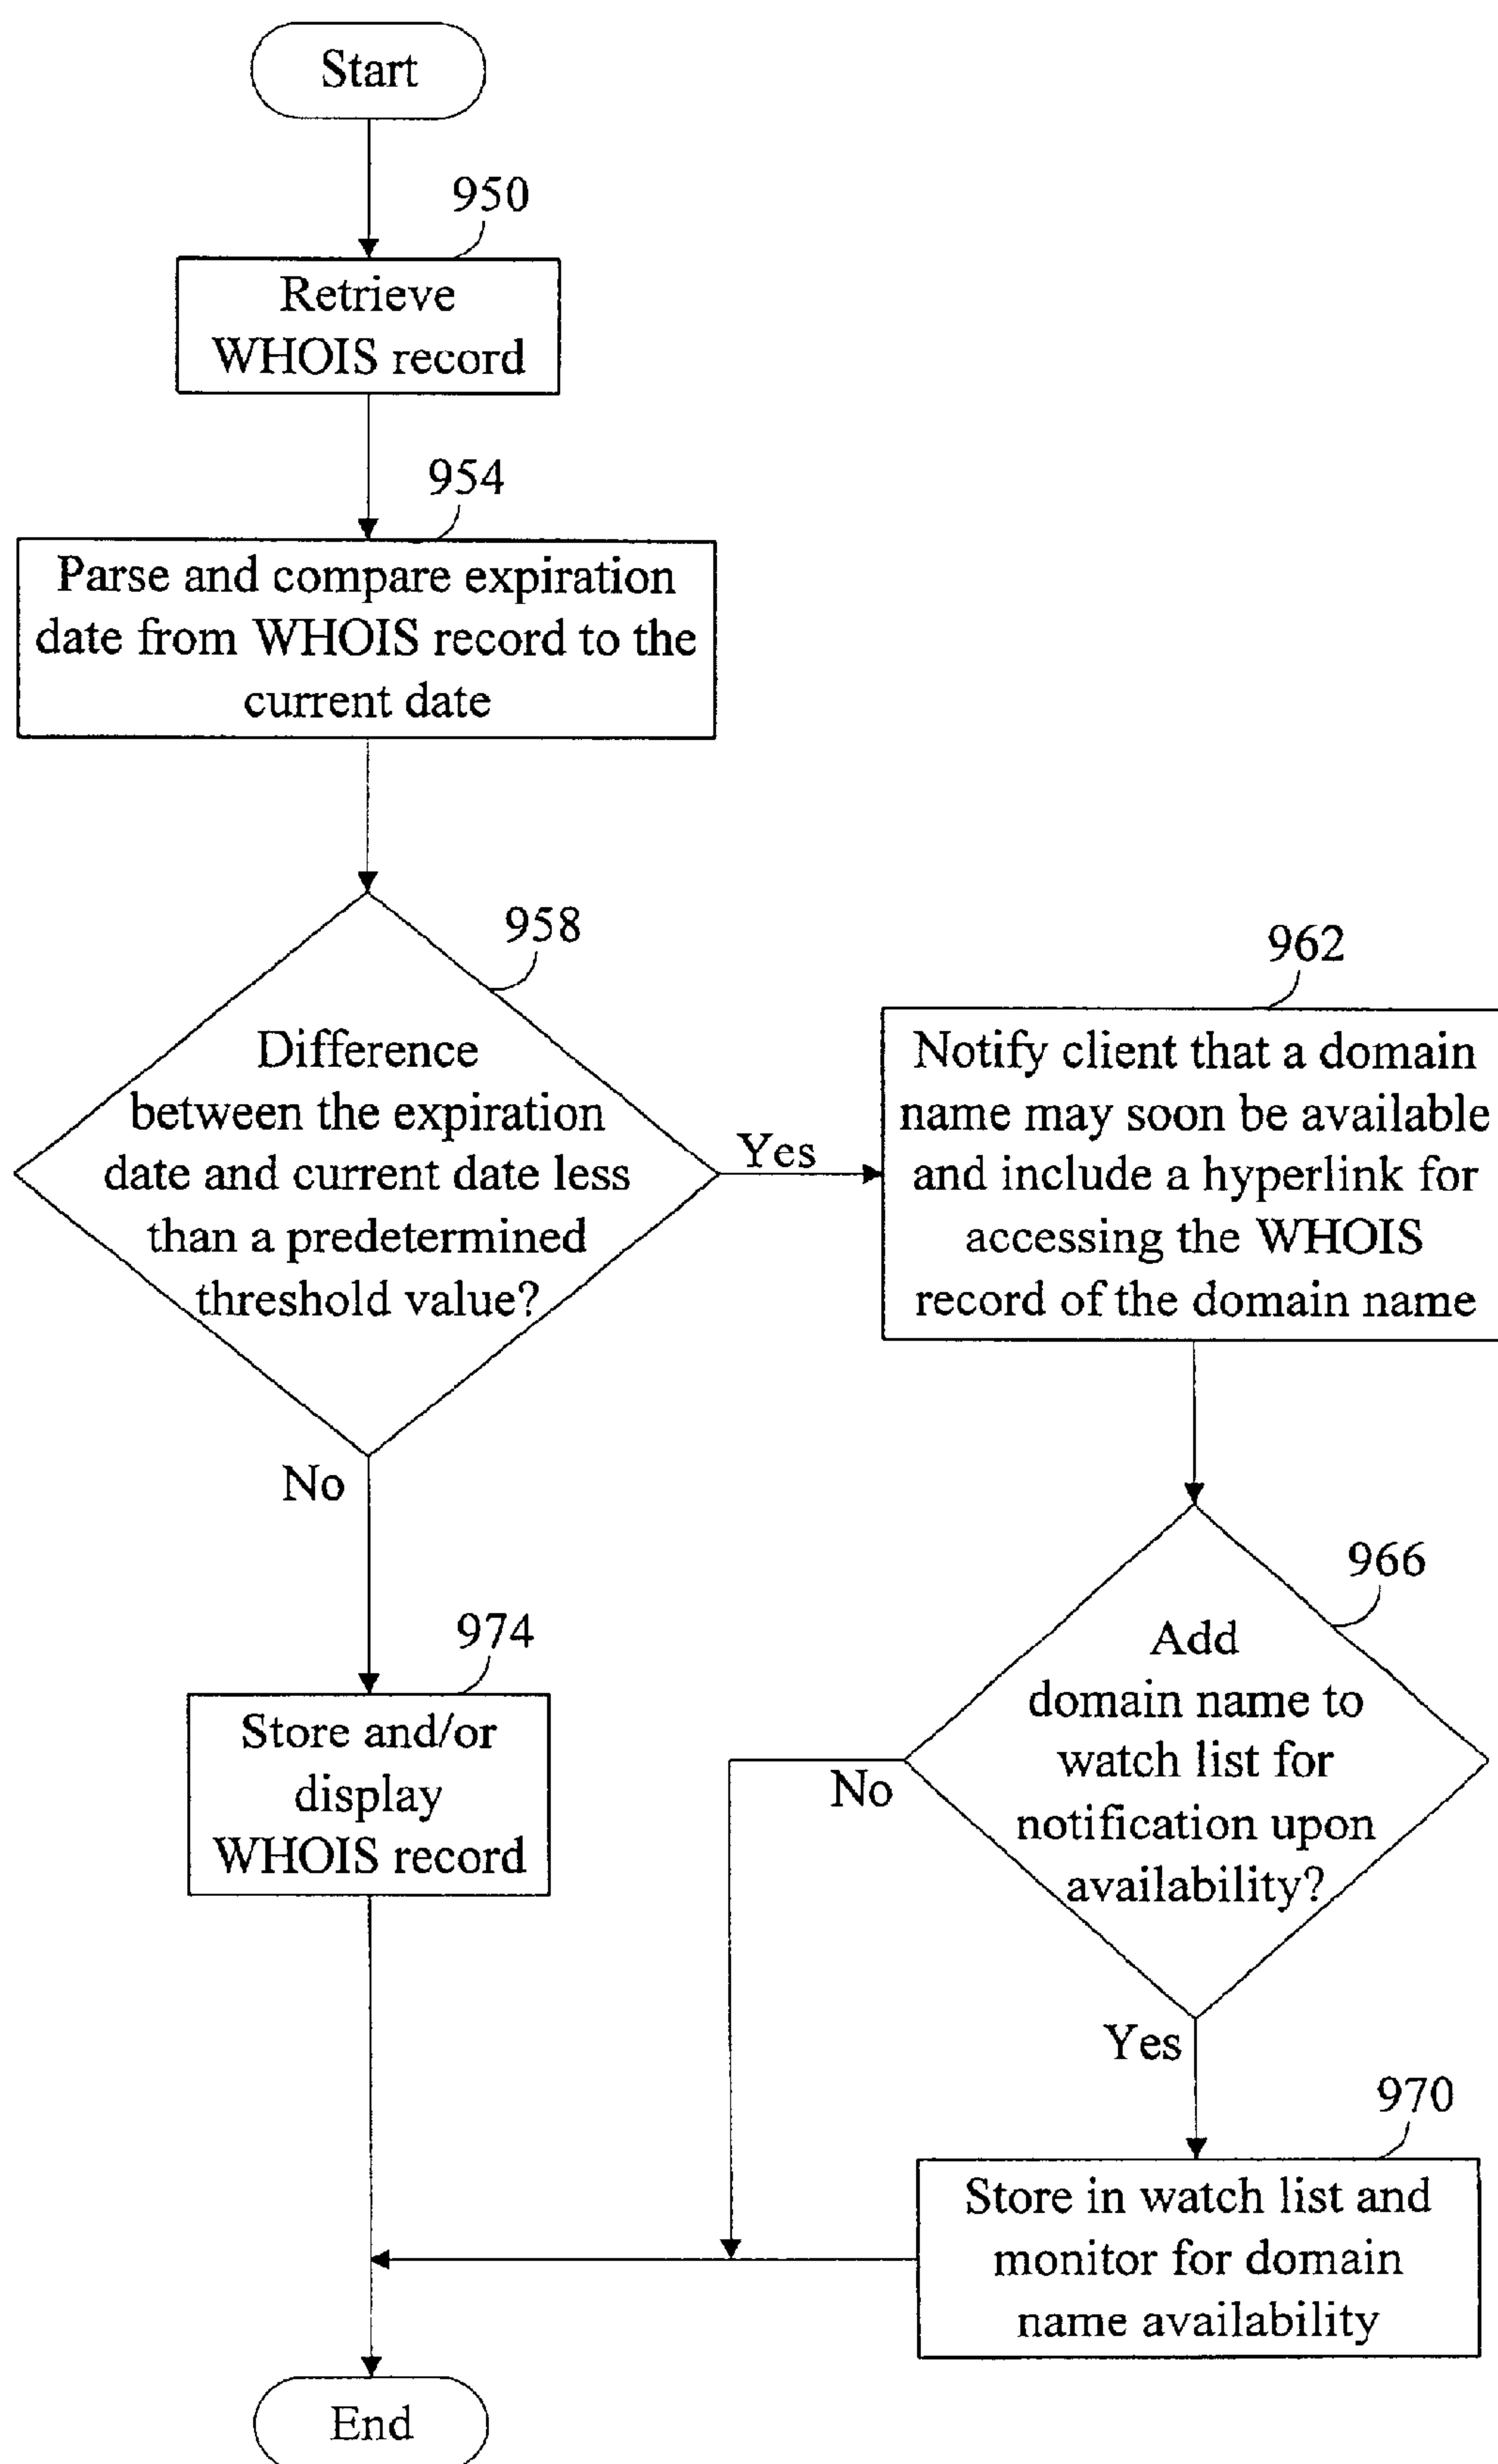 Start
950
Retrieve
WHOIS record
954
Parse and compare expiration
date from WHOIS record to the
current date
958
Difference
between the expiration
date and current date less
than a predetermined
threshold value?
Yes
No
962
Notify client that a domain
name may soon be available
and include a hyperlink for
accessing the WHOIS
record of the domain name
966
Add
domain name to
watch list for
notification upon
availability?
No
Yes
974
Store and/or
display
WHOIS record
970
Store in watch list and
monitor for domain
name availability
End